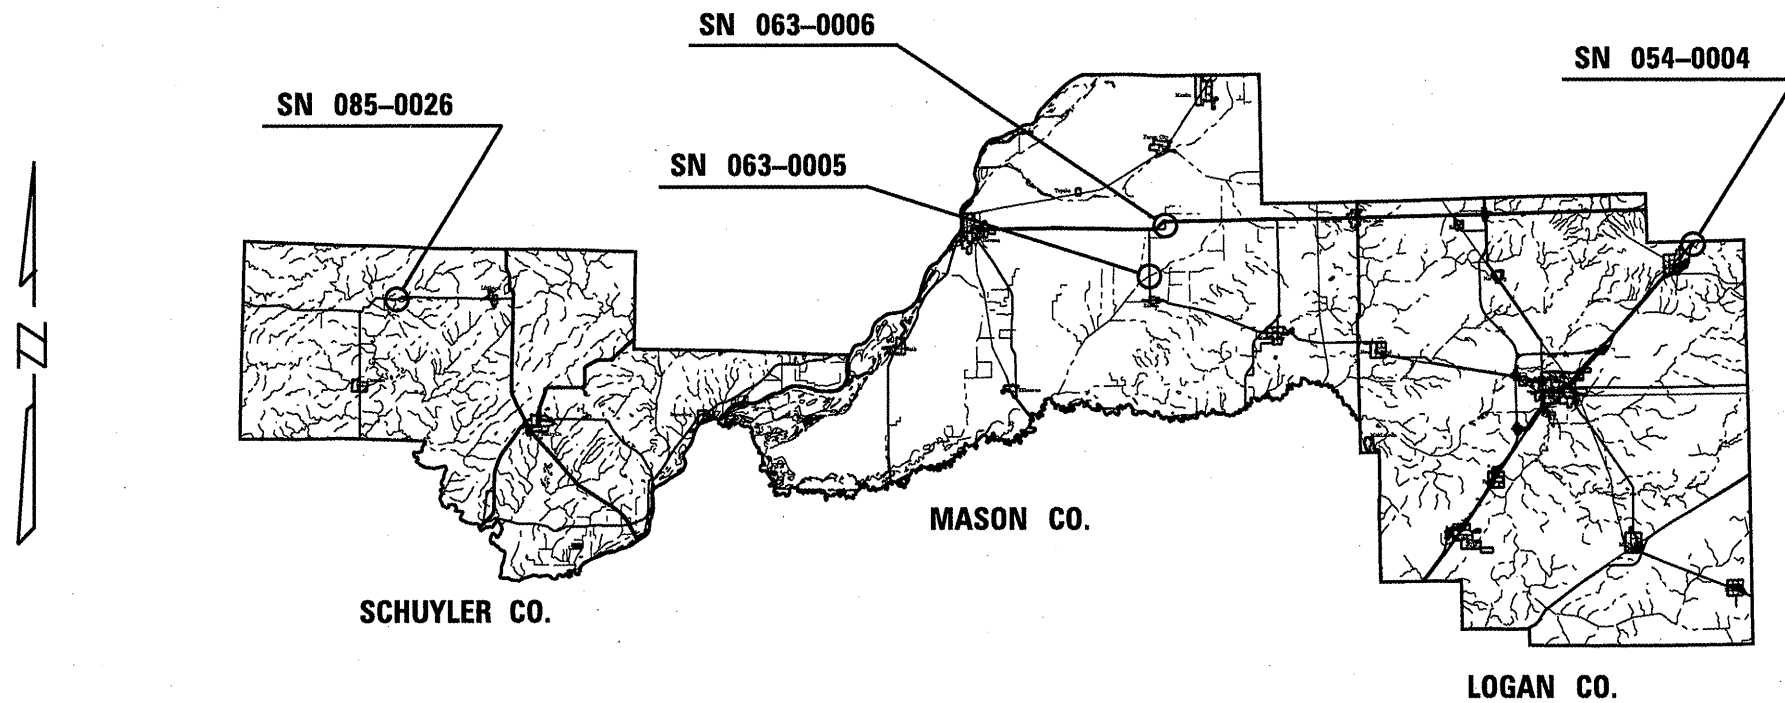 SN 063–0006
SN 054–0004
SN 085–0026
SN 063–0005
N
MASON CO.
SCHUYLER CO.
LOGAN CO.